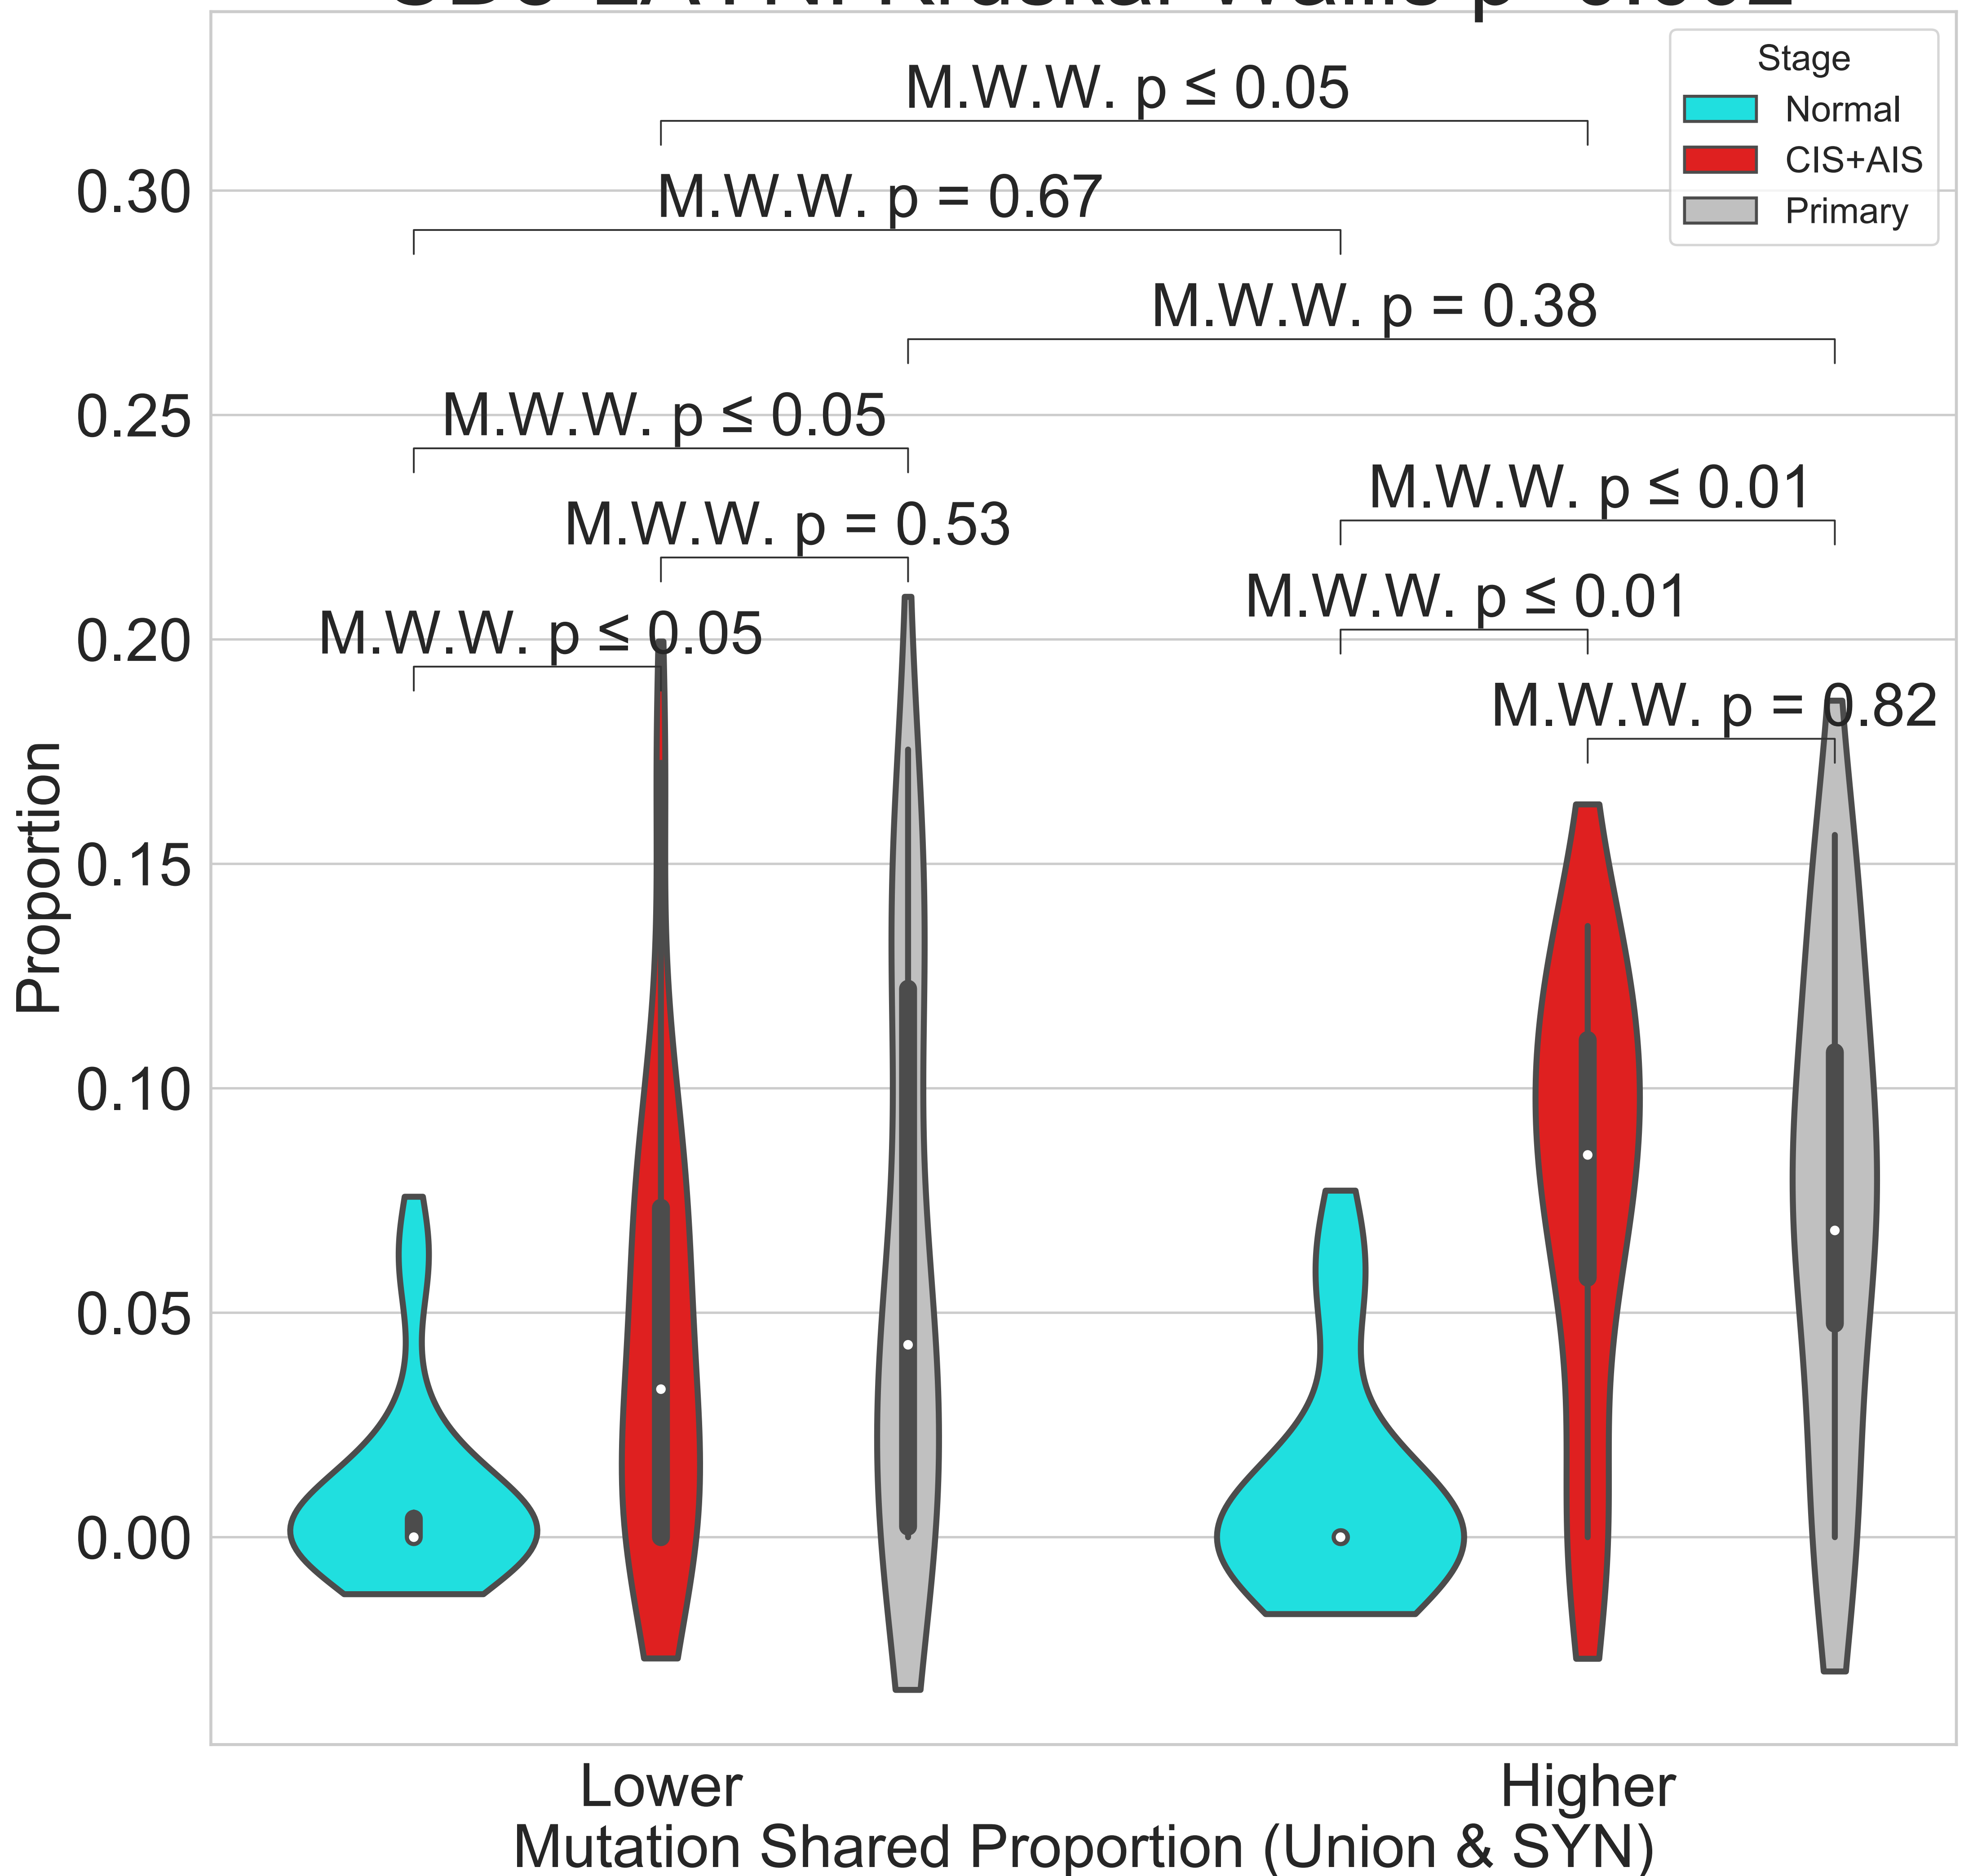 Stage
Normal
CIS+AIS
Primary
M.W.W. p ≤ 0.05
M.W.W. p = 0.67
M.W.W. p = 0.38
M.W.W. p ≤ 0.05
M.W.W. p ≤ 0.01
M.W.W. p = 0.53
M.W.W. p ≤ 0.01
M.W.W. p ≤ 0.05
M.W.W. p = 0.82
0.30
0.25
0.20
0.15
0.10
0.05
0.00
Proportion
Lower
Higher
Mutation Shared Proportion (Union & SYN)